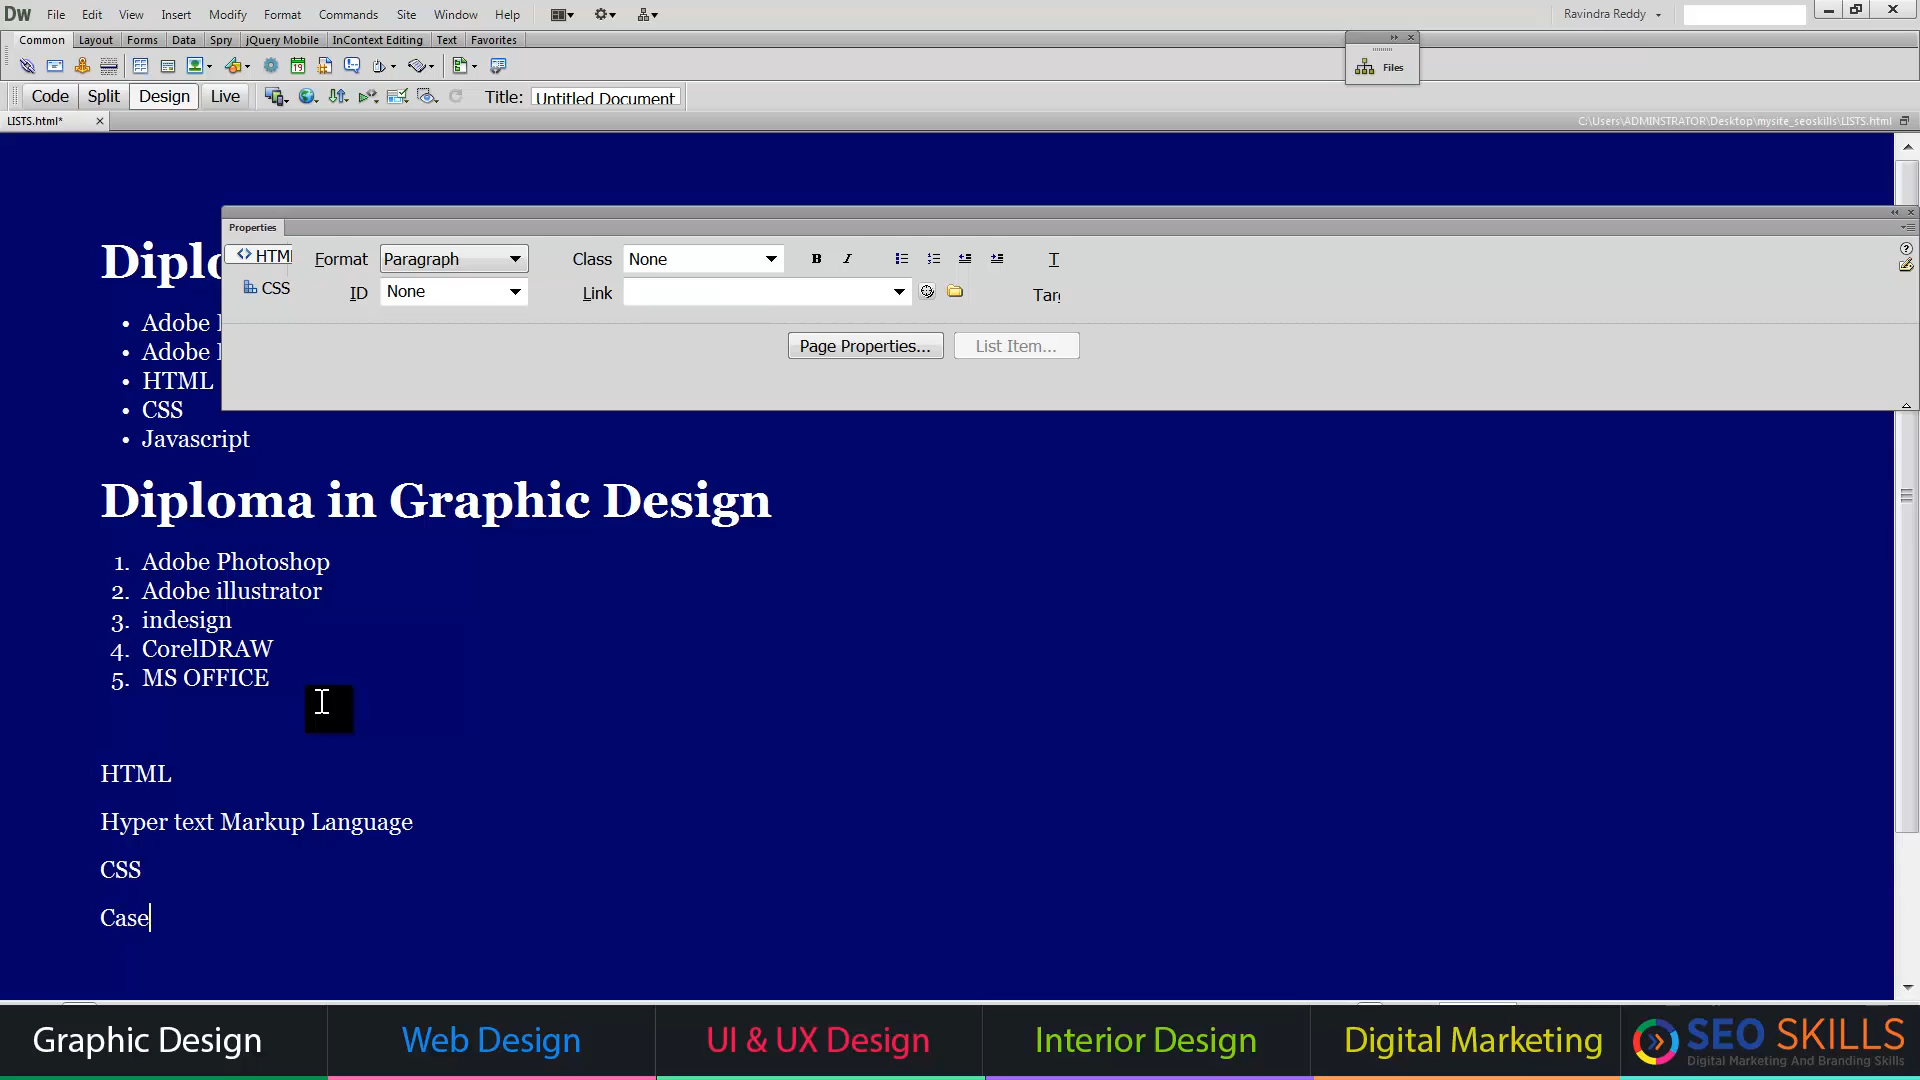 Dw File Edit View Insert Modify Format Commands Site Window Help Ravindra Reddy
Common Layout Forms Data Spry jQuery Mobile InContext Editing Text Favorites
Files
Code Split Design Live Title: Untitled Document
LISTS.html* C:\Users\ADMINSTRATOR\Desktop\mysite_seoskills\LISTS.html
Properties
HTML Format Paragraph Class None B I T
CSS ID None Link Tar
Page Properties... List Item...
Diplo
• Adobe
• Adobe
• HTML
• CSS
• Javascript
Diploma in Graphic Design
1. Adobe Photoshop
2. Adobe illustrator
3. indesign
4. CorelDRAW
5. MS OFFICE
HTML
Hyper text Markup Language
CSS
Case
Graphic Design Web Design UI & UX Design Interior Design Digital Marketing SEO SKILLS
Digital Marketing And Branding Skills